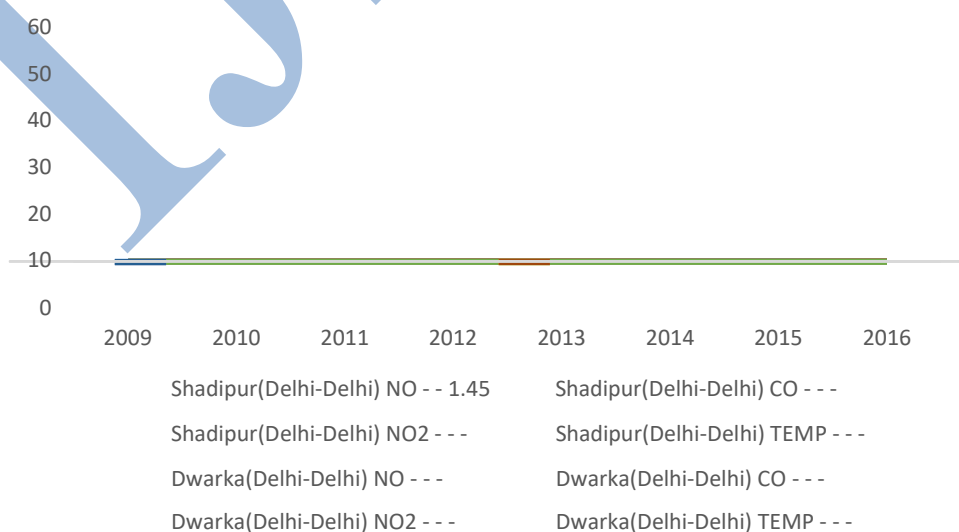 60
50
40
30
20
10
0
2009 2010 2011 2012 2013 2014 2015 2016
Shadipur(Delhi-Delhi) NO - - 1.45 Shadipur(Delhi-Delhi) CO - - -
Shadipur(Delhi-Delhi) NO2 - - - Shadipur(Delhi-Delhi) TEMP - - -
Dwarka(Delhi-Delhi) NO - - - Dwarka(Delhi-Delhi) CO - - -
Dwarka(Delhi-Delhi) NO2 - - - Dwarka(Delhi-Delhi) TEMP - - -